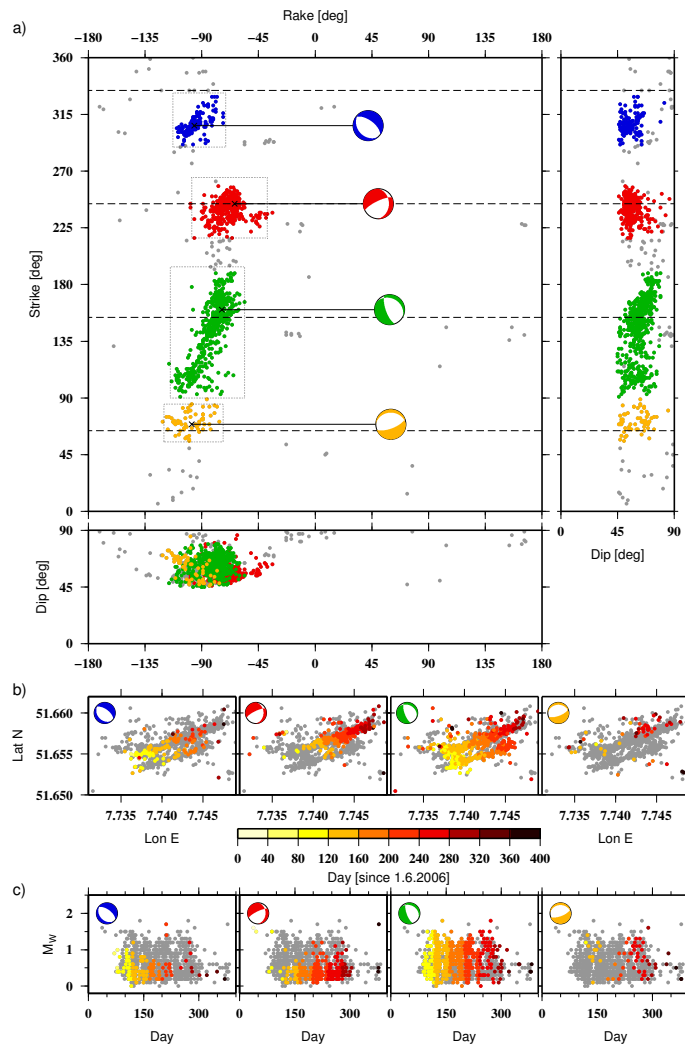 Rake [deg]
a)
−180 −135 −90 −45 0 45 90 135 180
360
315
270
225
180
135
90
45
0
Strike [deg]
0 45 90
Dip [deg]
90
45
0
Dip [deg]
−180 −135 −90 −45 0 45 90 135 180
b)
51.660
51.655
51.650
Lat N
7.735 7.740 7.745 7.735 7.740 7.745 7.735 7.740 7.745 7.735 7.740 7.745
Lon E Lon E
0 40 80 120 160 200 240 280 320 360 400
Day [since 1.6.2006]
c)
2
1
0
Mw
0 150 300 0 150 300 0 150 300 0 150 300
Day Day Day Day